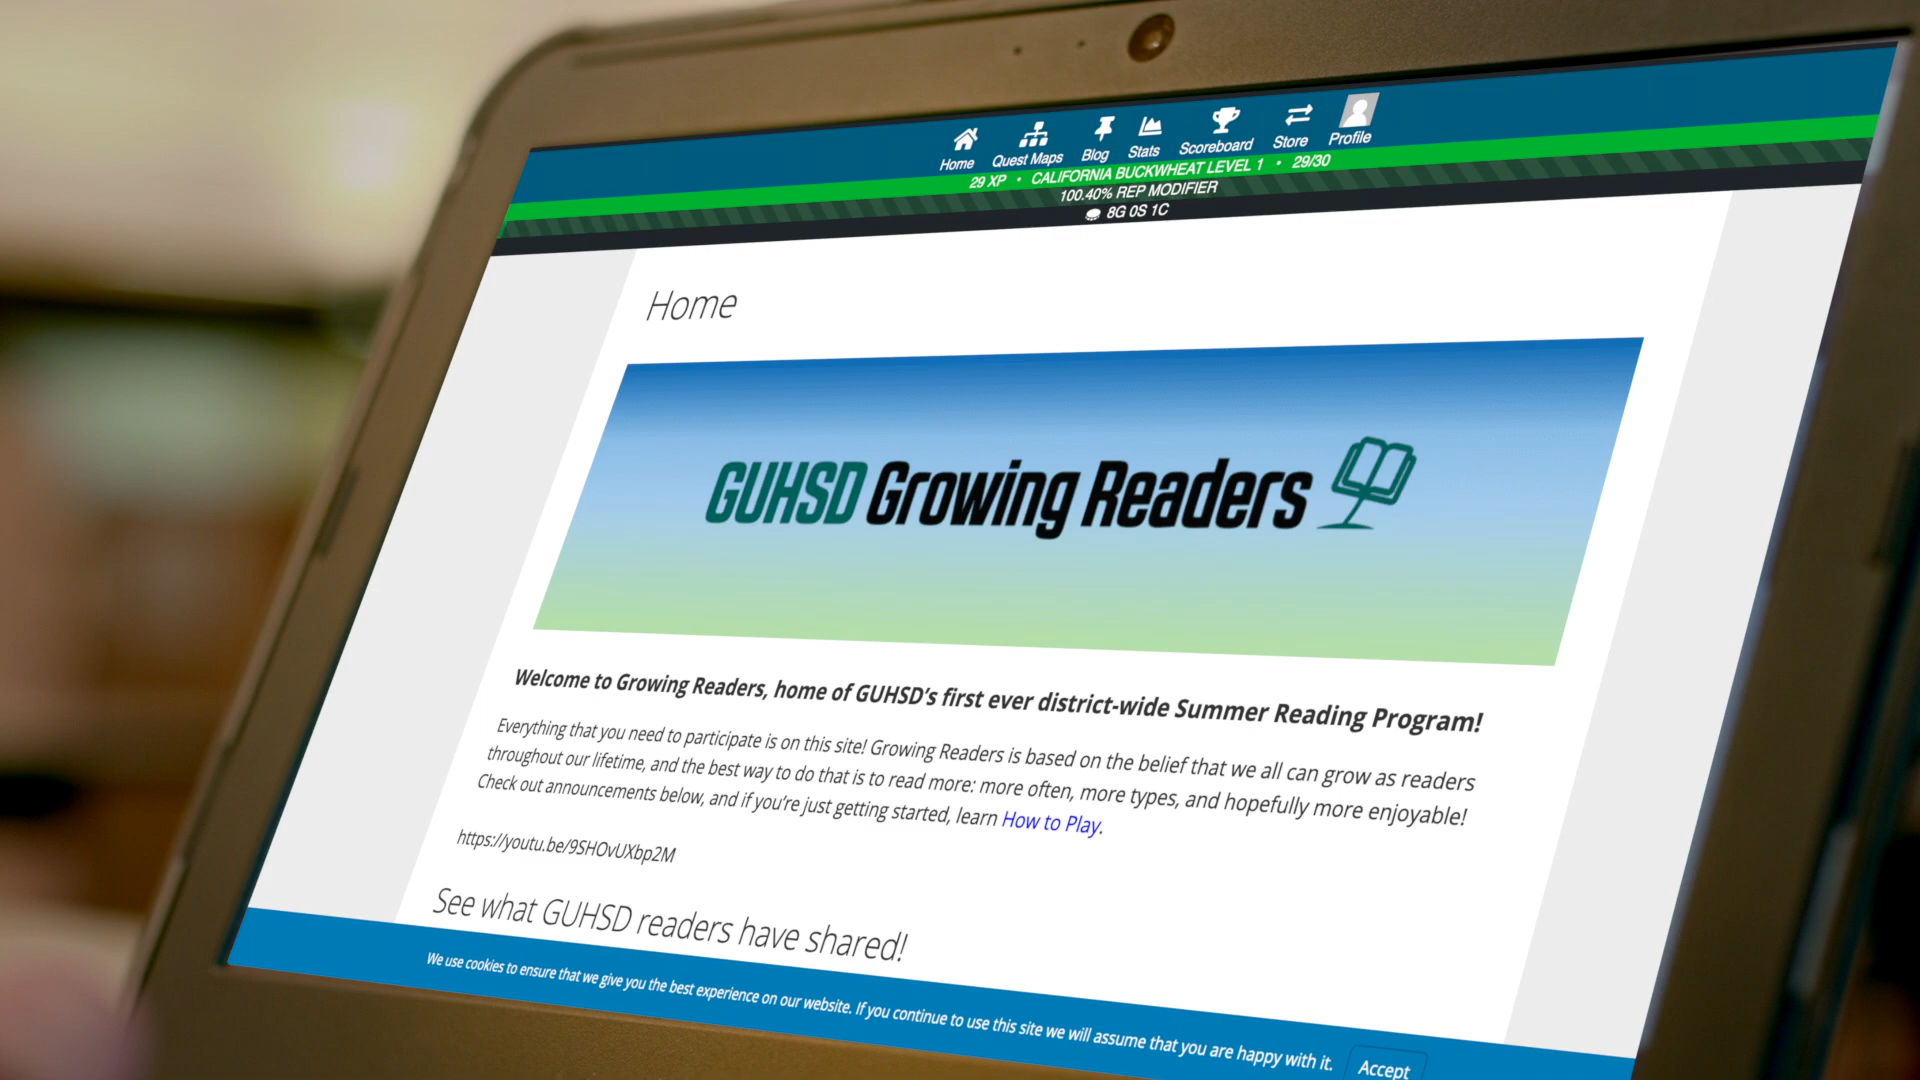 Home Quest Maps Blog Stats Scoreboard Store Profile
29 XP • CALIFORNIA BUCKWHEAT LEVEL 1 • 29/30
100.40% REP MODIFIER
8G 0S 1C
Home
GUHSD Growing Readers
Welcome to Growing Readers, home of GUHSD's first ever district-wide Summer Reading Program!
Everything that you need to participate is on this site! Growing Readers is based on the belief that we all can grow as readers
throughout our lifetime, and the best way to do that is to read more: more often, more types, and hopefully more enjoyable!
Check out announcements below, and if you're just getting started, learn How to Play.
https://youtu.be/9SHOvUXbp2M
See what GUHSD readers have shared!
We use cookies to ensure that we give you the best experience on our website. If you continue to use this site we will assume that you are happy with it. Accept